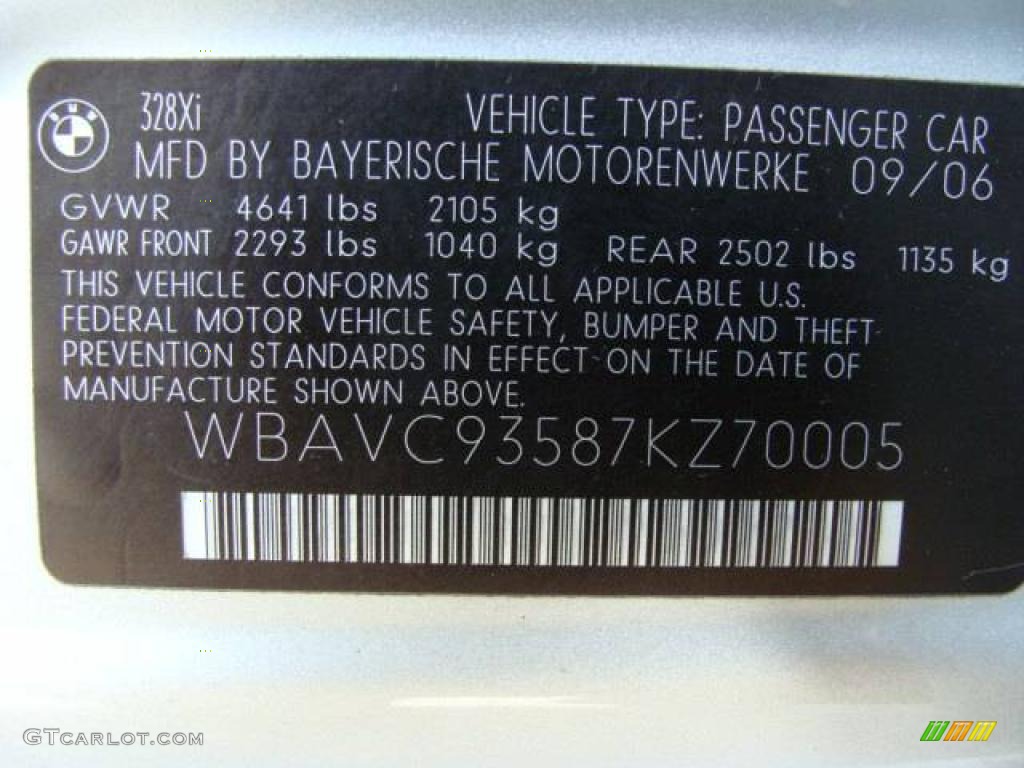 328Xi VEHICLE TYPE: PASSENGER CAR
MFD BY BAYERISCHE MOTORENWERKE 09/06
GVWR 4641 lbs 2105 kg
GAWR FRONT 2293 lbs 1040 kg REAR 2502 lbs 1135 kg
THIS VEHICLE CONFORMS TO ALL APPLICABLE U.S.
FEDERAL MOTOR VEHICLE SAFETY, BUMPER AND THEFT
PREVENTION STANDARDS IN EFFECT ON THE DATE OF
MANUFACTURE SHOWN ABOVE.
WBAVC93587KZ70005
GTCARLOT.COM